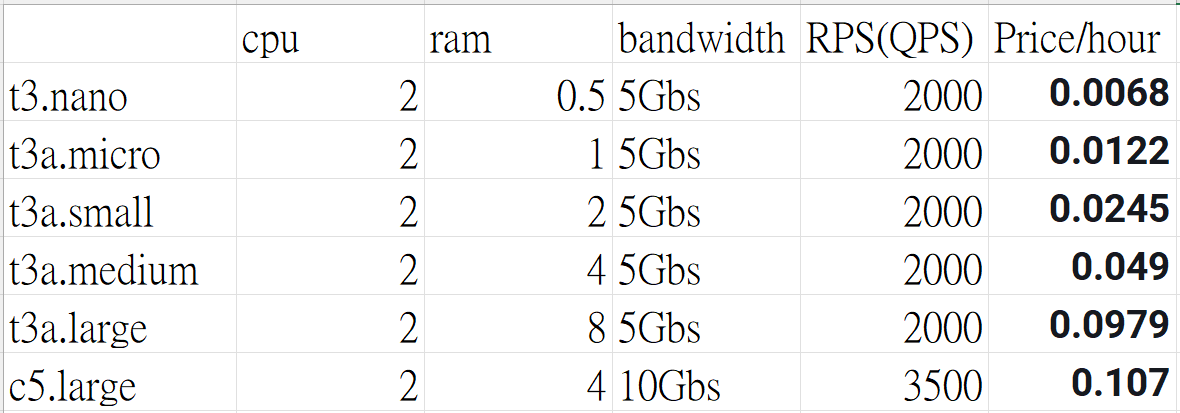 cpu ram bandwidth RPS(QPS) Price/hour
t3.nano 2 0.5 5Gbs 2000 0.0068
t3a.micro 2 1 5Gbs 2000 0.0122
t3a.small 2 2 5Gbs 2000 0.0245
t3a.medium 2 4 5Gbs 2000 0.049
t3a.large 2 8 5Gbs 2000 0.0979
c5.large 2 4 10Gbs 3500 0.107